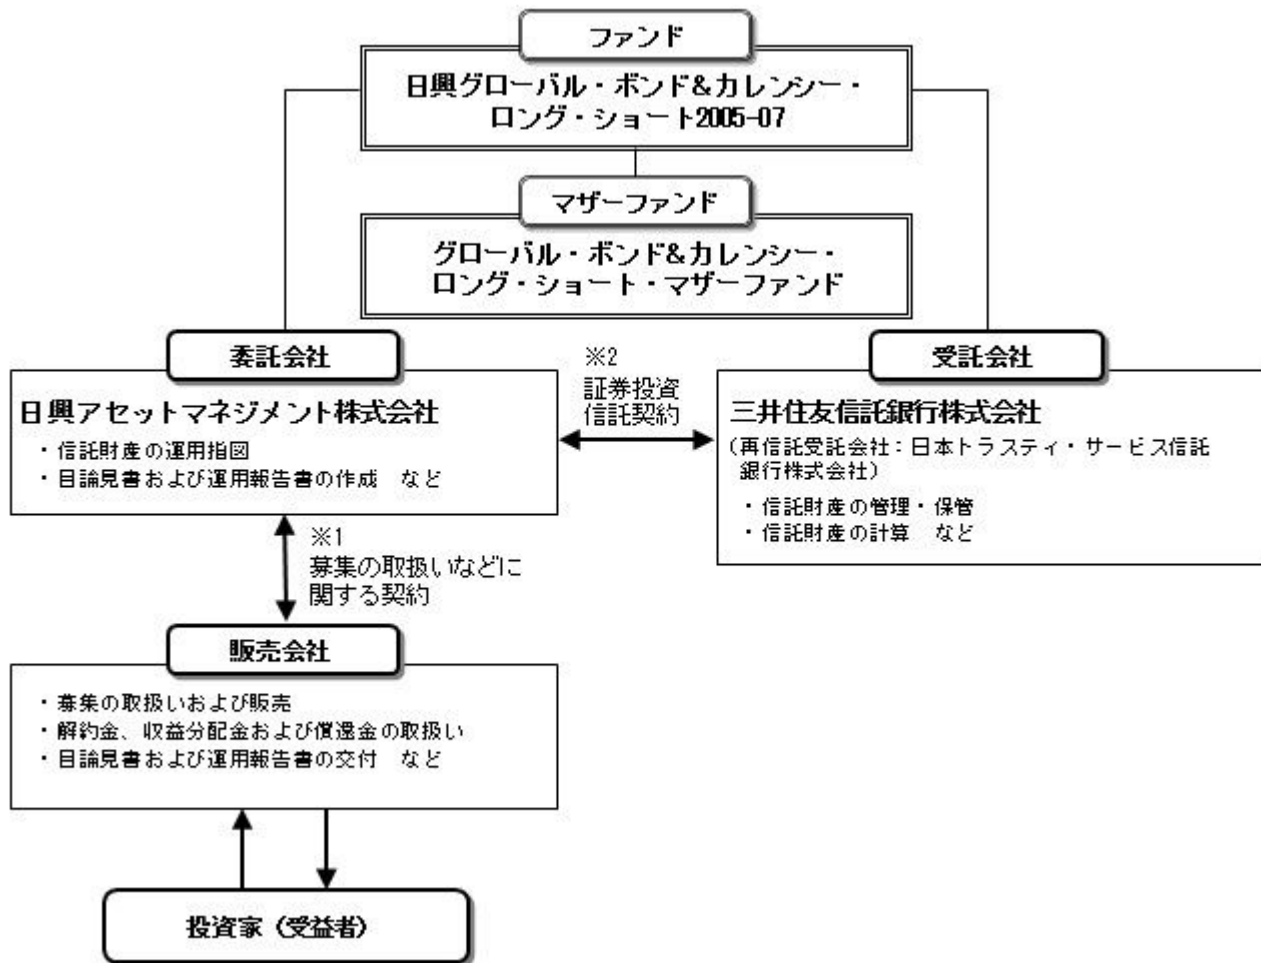 ファンド
日興グローバル・ボンド&カレンシー・
ロング・ショート2005-07
マザーファンド
グローバル・ボンド&カレンシー・
ロング・ショート・マザーファンド
委託会社
日興アセットマネジメント株式会社
・信託財産の運用指図
・目論見書および運用報告書の作成　など
※2
証券投資
信託契約
受託会社
三井住友信託銀行株式会社
(再信託受託会社：日本トラスティ・サービス信託
銀行株式会社)
・信託財産の管理・保管
・信託財産の計算　など
※1
募集の取扱いなどに
関する契約
販売会社
・募集の取扱いおよび販売
・解約金、収益分配金および償還金の取扱い
・目論見書および運用報告書の交付　など
投資家（受益者）